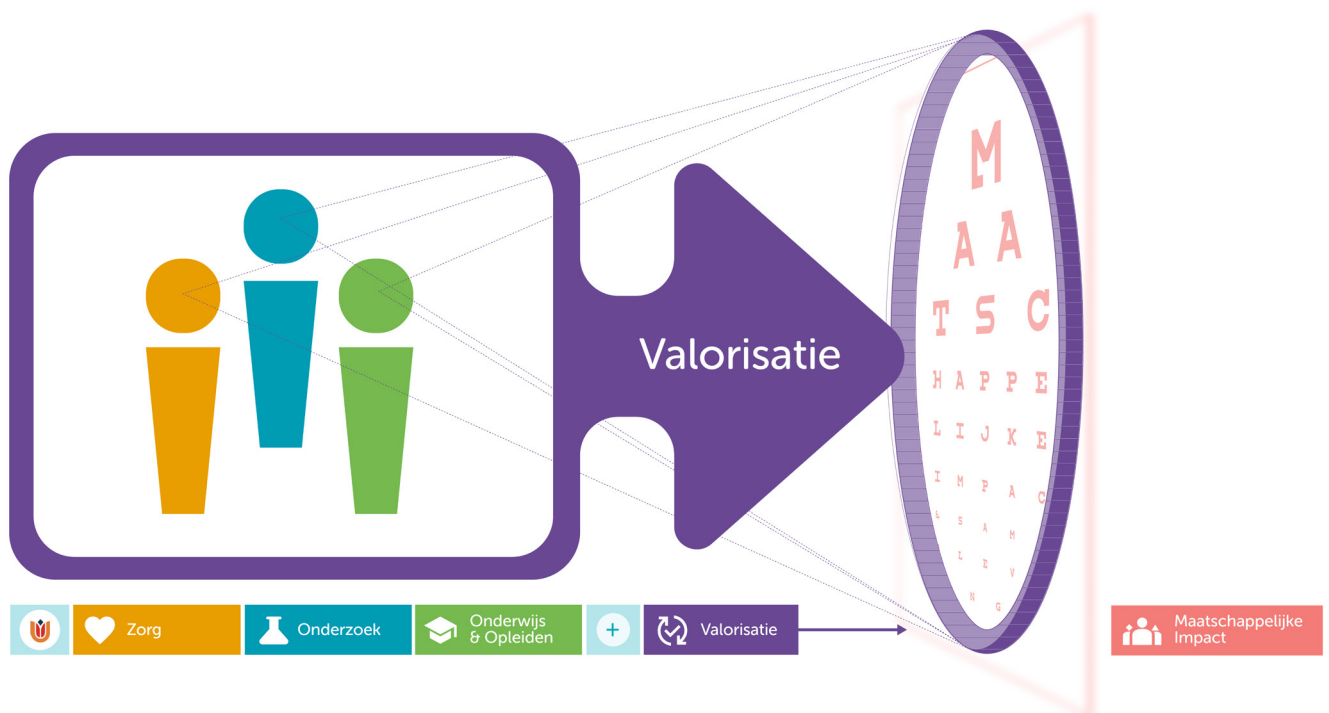 Valorisatie
M
A A
T S C
H A P P E
L I J K E
I M P A C
S A M
L E V
N G
Zorg
Onderzoek
Onderwijs
& Opleiden
+
Valorisatie
Maatschappelijke
Impact